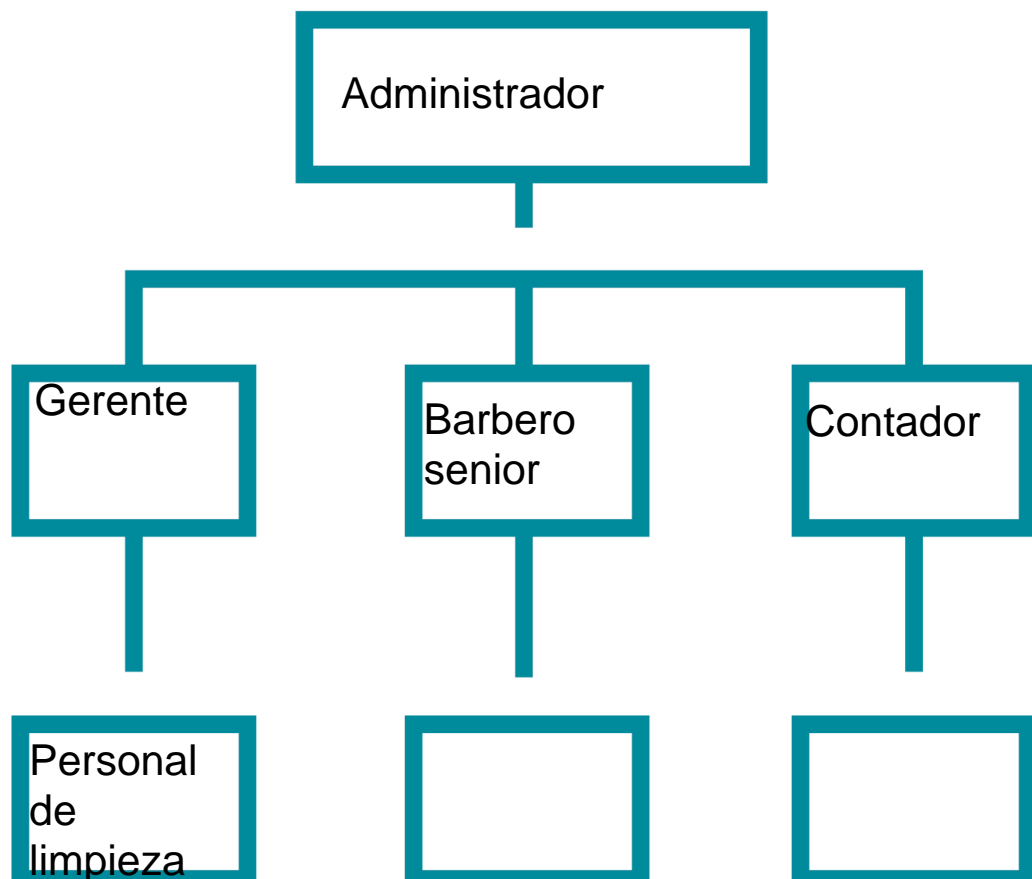 Administrador
Gerente
Barbero
senior
Contador
Personal
de
limpieza